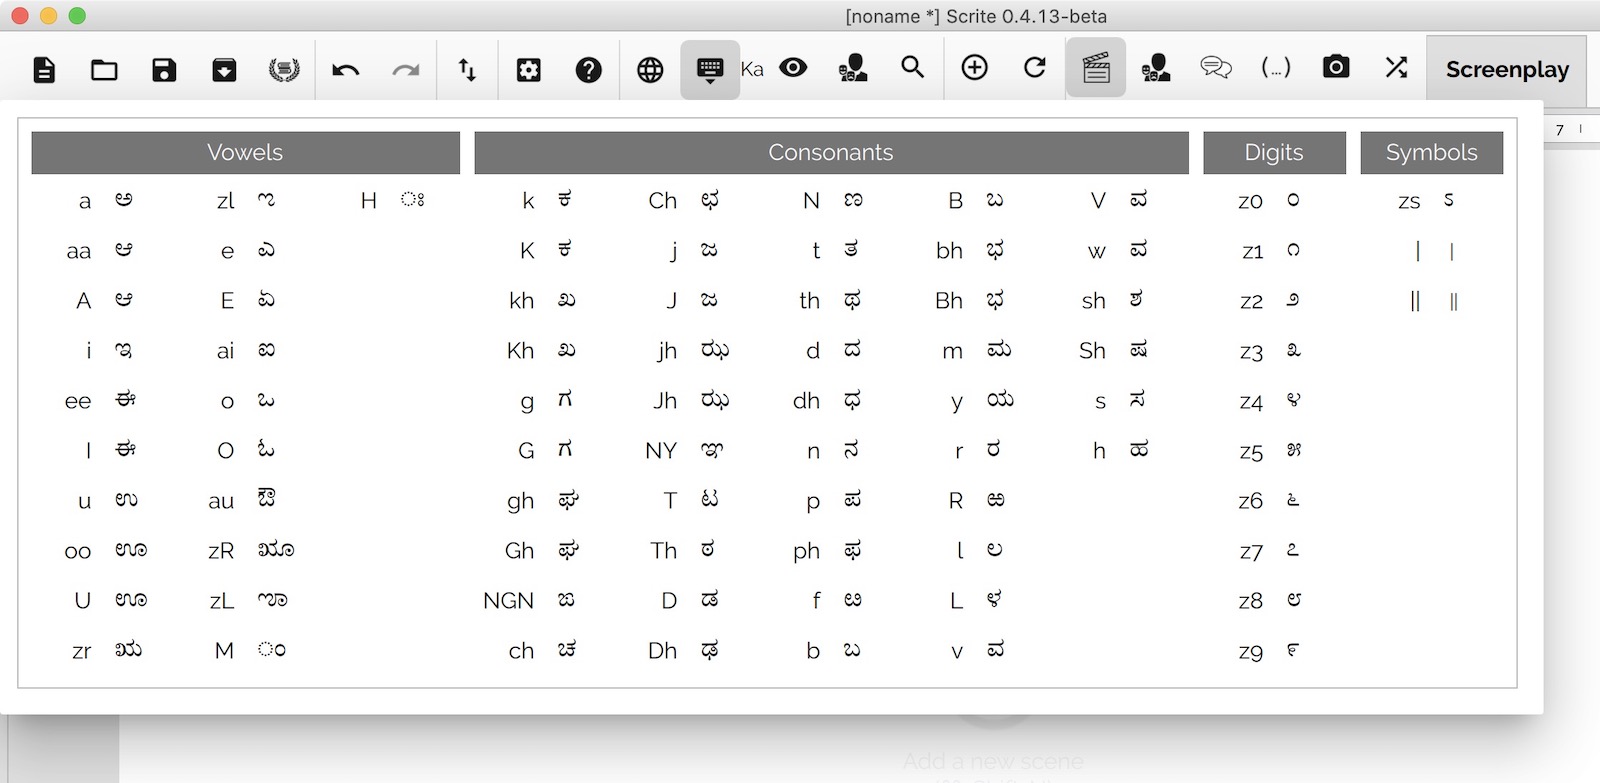 [noname *] Scrite 0.4.13-beta
Ka Screenplay
7
Vowels Consonants Digits Symbols
a ಅ zl ಌ H ಃ k ಕ Ch ಛ N ಣ B ಬ V ವ z0 ೦ zs ಽ
aa ಆ e ಎ K ಕ j ಜ t ತ bh ಭ w ವ z1 ೧ | ।
A ಆ E ಏ kh ಖ J ಜ th ಥ Bh ಭ sh ಶ z2 ೨ || ॥
i ಇ ai ಐ Kh ಖ jh ಝ d ದ m ಮ Sh ಷ z3 ೩
ee ಈ o ಒ g ಗ Jh ಝ dh ಧ y ಯ s ಸ z4 ೪
I ಈ O ಓ G ಗ NY ಞ n ನ r ರ h ಹ z5 ೫
u ಉ au ಔ gh ಘ T ಟ p ಪ R ಱ z6 ೬
oo ಊ zR ೠ Gh ಘ Th ಠ ph ಫ l ಲ z7 ೭
U ಊ zL ೡ NGN ಙ D ಡ f ೞ L ಳ z8 ೮
zr ಋ M ಂ ch ಚ Dh ಢ b ಬ v ವ z9 ೯
Add a new scene